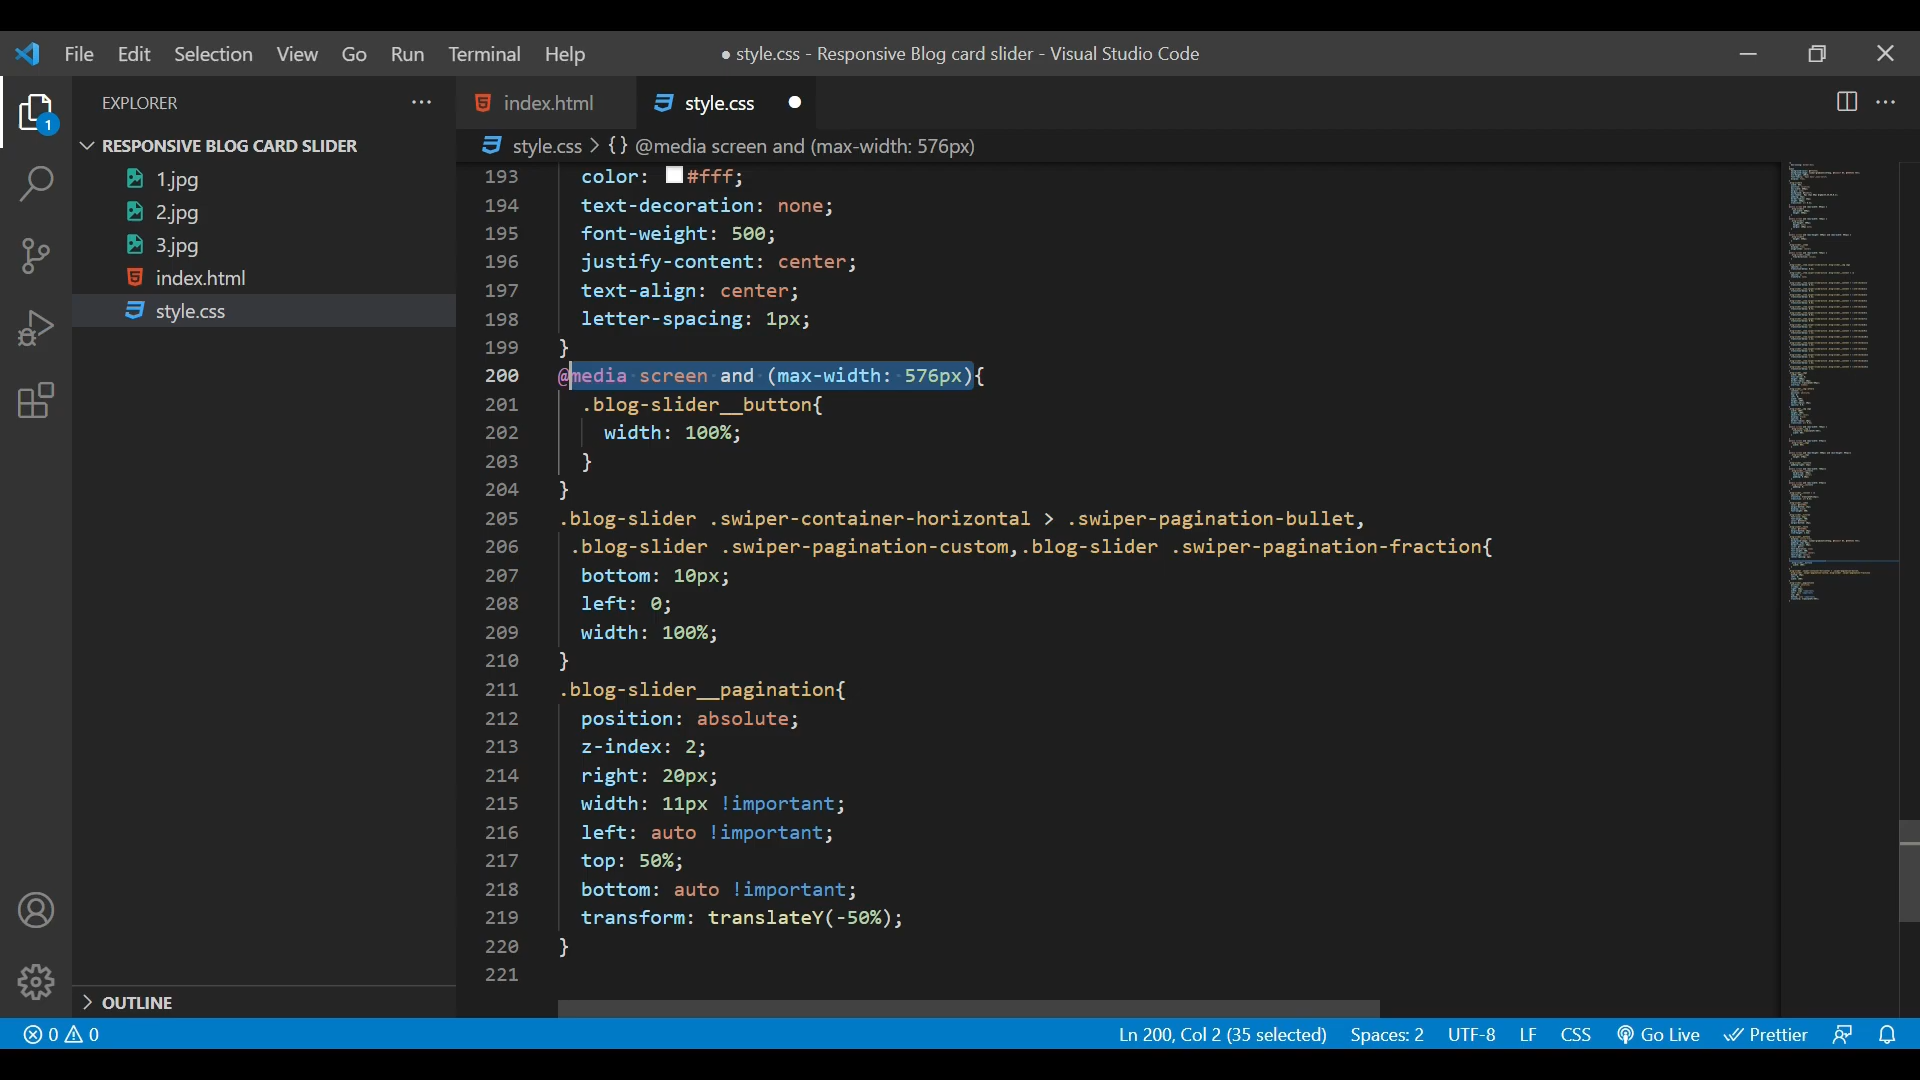 File Edit Selection View Go Run Terminal Help
● style.css - Responsive Blog card slider - Visual Studio Code
EXPLORER
1
RESPONSIVE BLOG CARD SLIDER
1.jpg
2.jpg
3.jpg
index.html
style.css
OUTLINE
index.html style.css
style.css > {} @media screen and (max-width: 576px)
193 color: #fff;
194 text-decoration: none;
195 font-weight: 500;
196 justify-content: center;
197 text-align: center;
198 letter-spacing: 1px;
199 }
200 @media screen and (max-width: 576px){
201 .blog-slider__button{
202 width: 100%;
203 }
204 }
205 .blog-slider .swiper-container-horizontal > .swiper-pagination-bullet,
206 .blog-slider .swiper-pagination-custom,.blog-slider .swiper-pagination-fraction{
207 bottom: 10px;
208 left: 0;
209 width: 100%;
210 }
211 .blog-slider__pagination{
212 position: absolute;
213 z-index: 2;
214 right: 20px;
215 width: 11px !important;
216 left: auto !important;
217 top: 50%;
218 bottom: auto !important;
219 transform: translateY(-50%);
220 }
221
0 0 Ln 200, Col 2 (35 selected) Spaces: 2 UTF-8 LF CSS Go Live Prettier